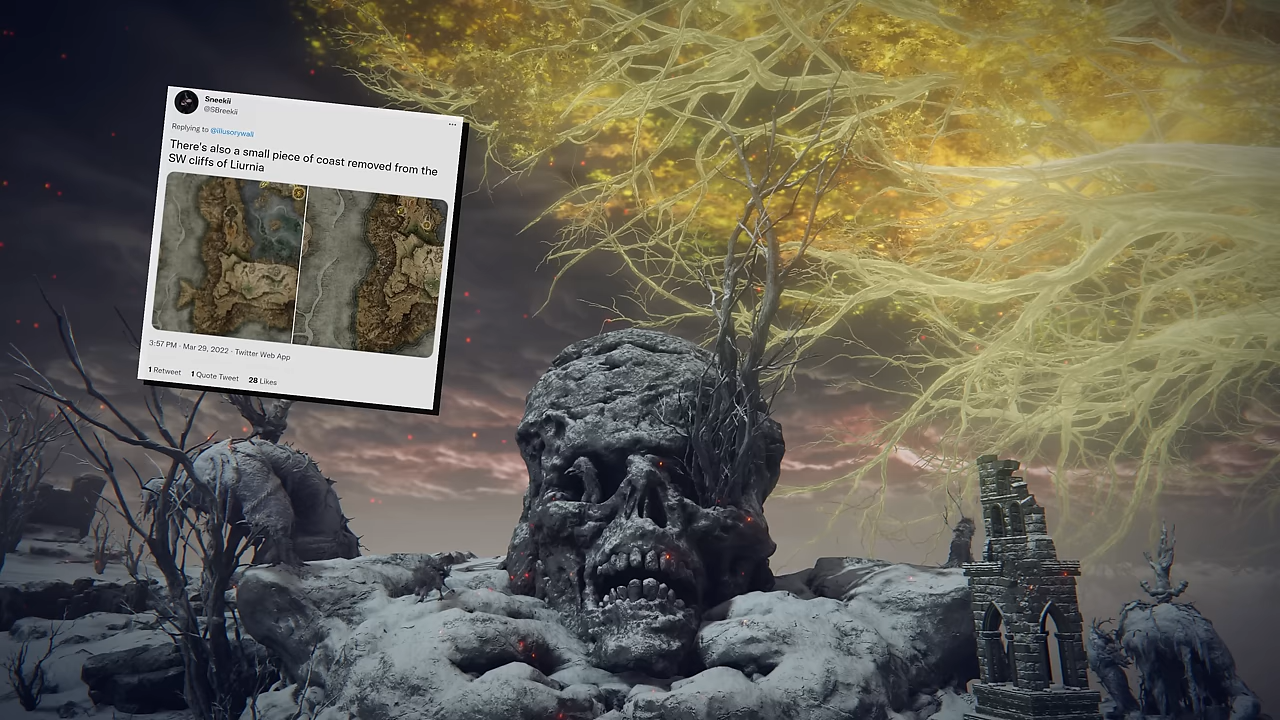 Sneekii
@SBreekii
Replying to @illusorywall
There's also a small piece of coast removed from the
SW cliffs of Liurnia
3:57 PM · Mar 29, 2022 · Twitter Web App
1 Retweet 1 Quote Tweet 28 Likes